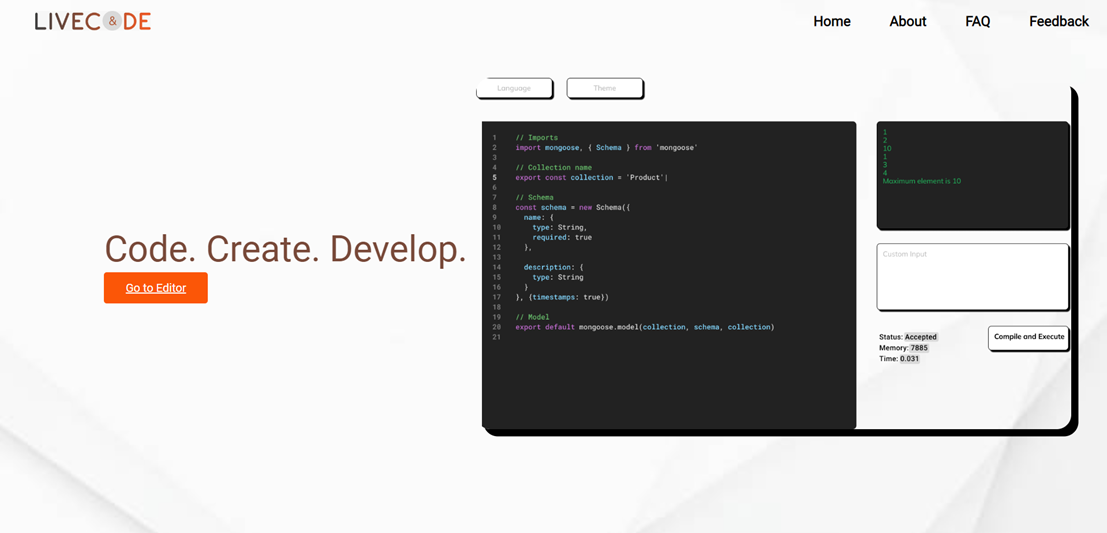 LIVEC&DE
Home About FAQ Feedback
Language Theme
1 // Imports
2 import mongoose, { Schema } from 'mongoose'
3
4 // Collection name
5 export const collection = 'Product'|
6
7 // Schema
8 const schema = new Schema({
9 name: {
10 type: String,
11 required: true
12 },
13
14 description: {
15 type: String
16 }
17 }, {timestamps: true})
18
19 // Model
20 export default mongoose.model(collection, schema, collection)
21
1
2
10
1
3
4
Maximum element is 10
Custom Input
Status: Accepted
Memory: 7885
Time: 0.031
Compile and Execute
Code. Create. Develop.
Go to Editor